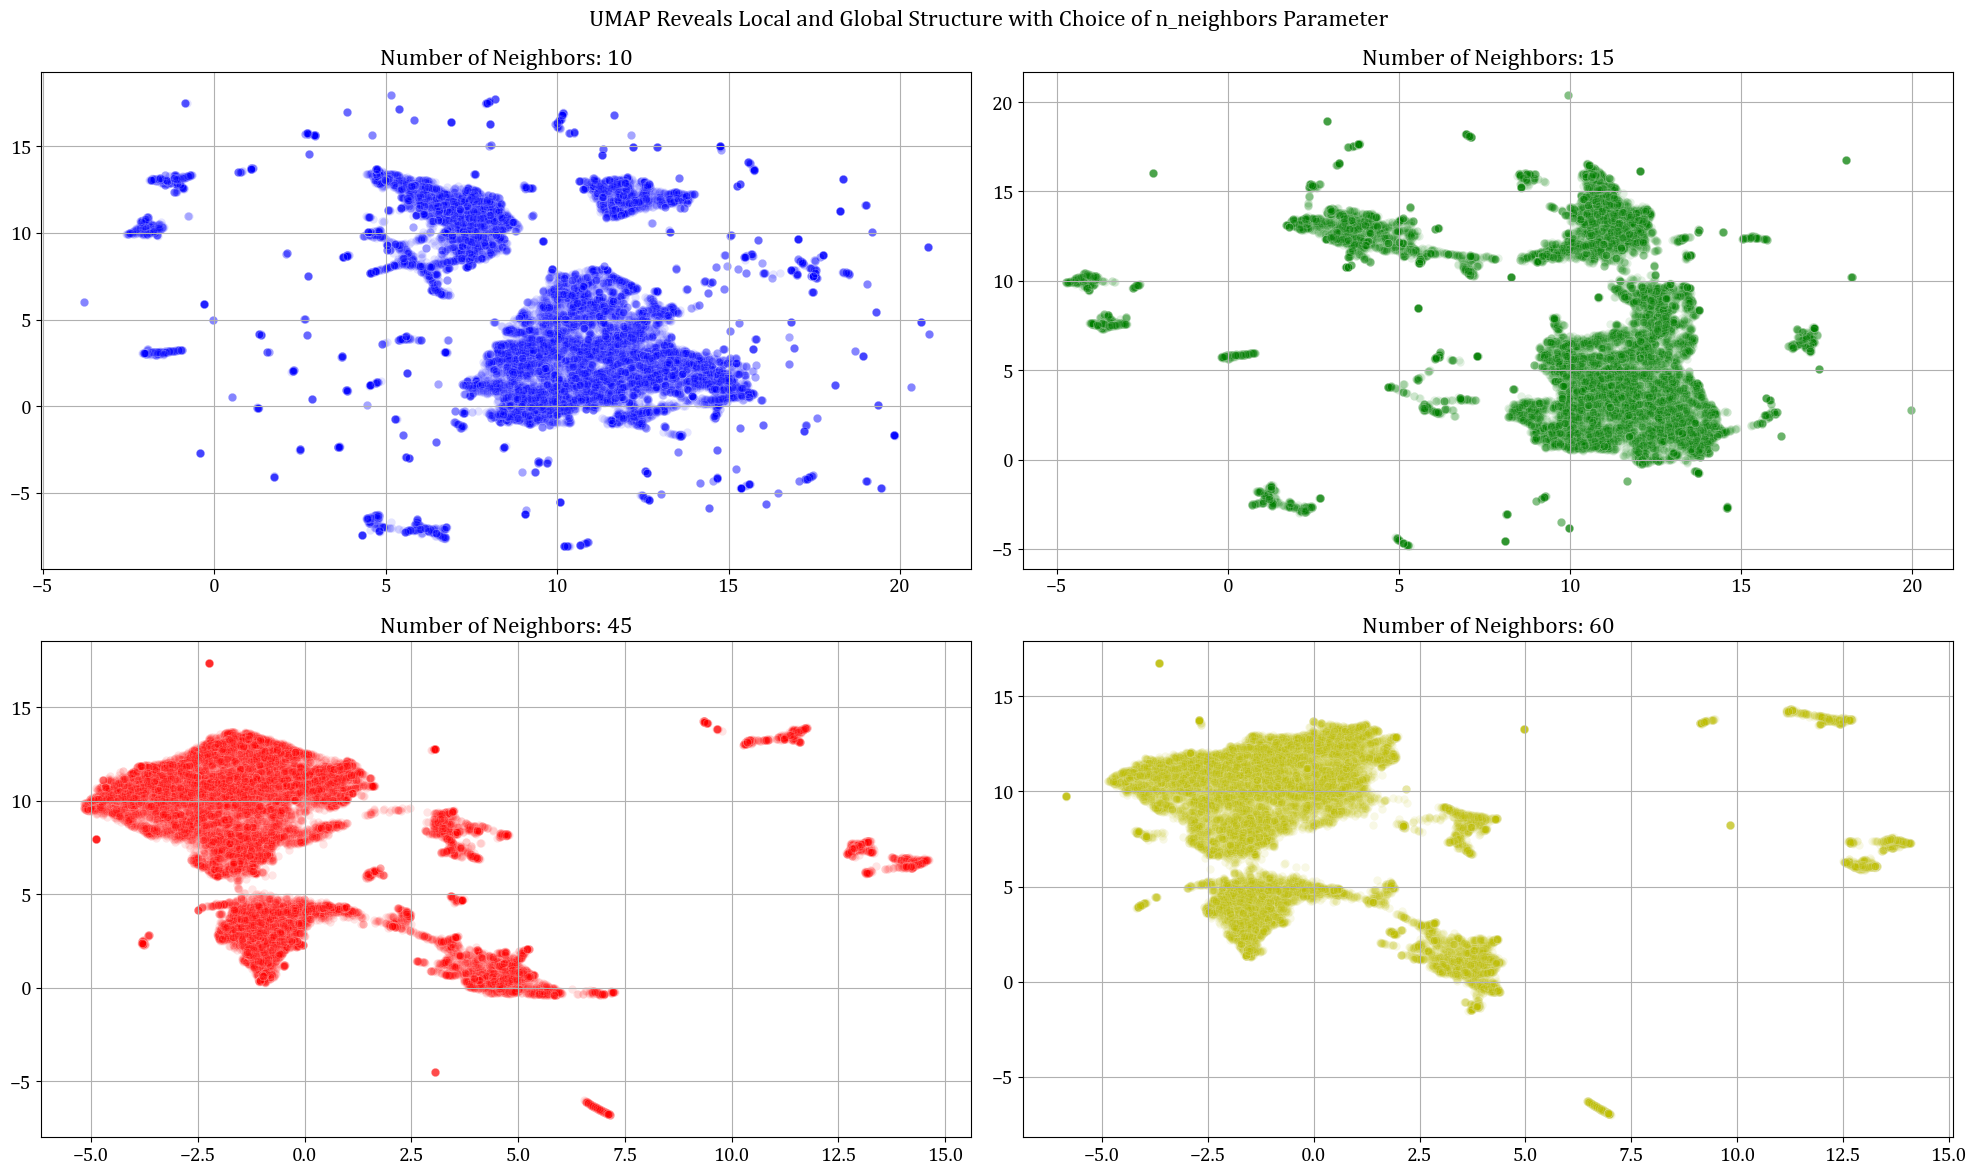 UMAP Reveals Local and Global Structure with Choice of n_neighbors Parameter
Number of Neighbors: 10
15
10
5
0
−5
−5 0 5 10 15 20
Number of Neighbors: 15
20
15
10
5
0
−5
−5 0 5 10 15 20
Number of Neighbors: 45
15
10
5
0
−5
−5.0 −2.5 0.0 2.5 5.0 7.5 10.0 12.5 15.0
Number of Neighbors: 60
15
10
5
0
−5
−5.0 −2.5 0.0 2.5 5.0 7.5 10.0 12.5 15.0